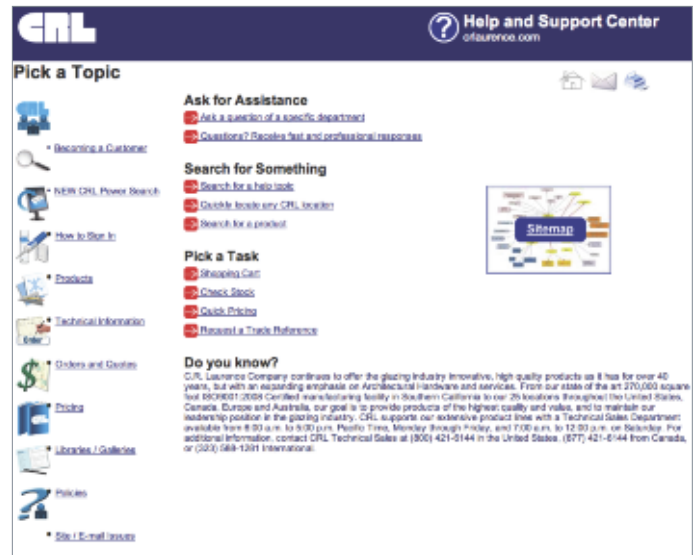 CRL
Help and Support Center
crlaurence.com
Pick a Topic
Ask for Assistance
Ask a question of a specific department
Questions? Receive fast and professional responses
Becoming a Customer
Search for Something
NEW CRL Power Search
Search for a help topic
Quickly locate any CRL location
Search for a product
Sitemap
How to Sign In
Pick a Task
Products
Shopping Cart
Check Stock
Quick Pricing
Technical Information
Request a Trade Reference
Order
Orders and Quotes
Do you know?
C.R. Laurence Company continues to offer the glazing industry innovative, high quality products as it has for over 40
years, but with an expanding emphasis on Architectural Hardware and services. From our state of the art 270,000 square
foot ISO9001:2008 Certified manufacturing facility in Southern California to our 25 locations throughout the United States,
Canada, Europe and Australia, our goal is to provide products of the highest quality and value, and to maintain our
leadership position in the glazing industry. CRL supports our extensive product lines with a Technical Sales Department
available from 6:00 a.m. to 5:00 p.m. Pacific Time, Monday through Friday, and 7:00 a.m. to 12:00 p.m. on Saturday. For
additional information, contact CRL Technical Sales at (800) 421-6144 in the United States, (877) 421-6144 from Canada,
or (323) 588-1281 International.
Pricing
Libraries / Galleries
Policies
Site / E-mail Issues